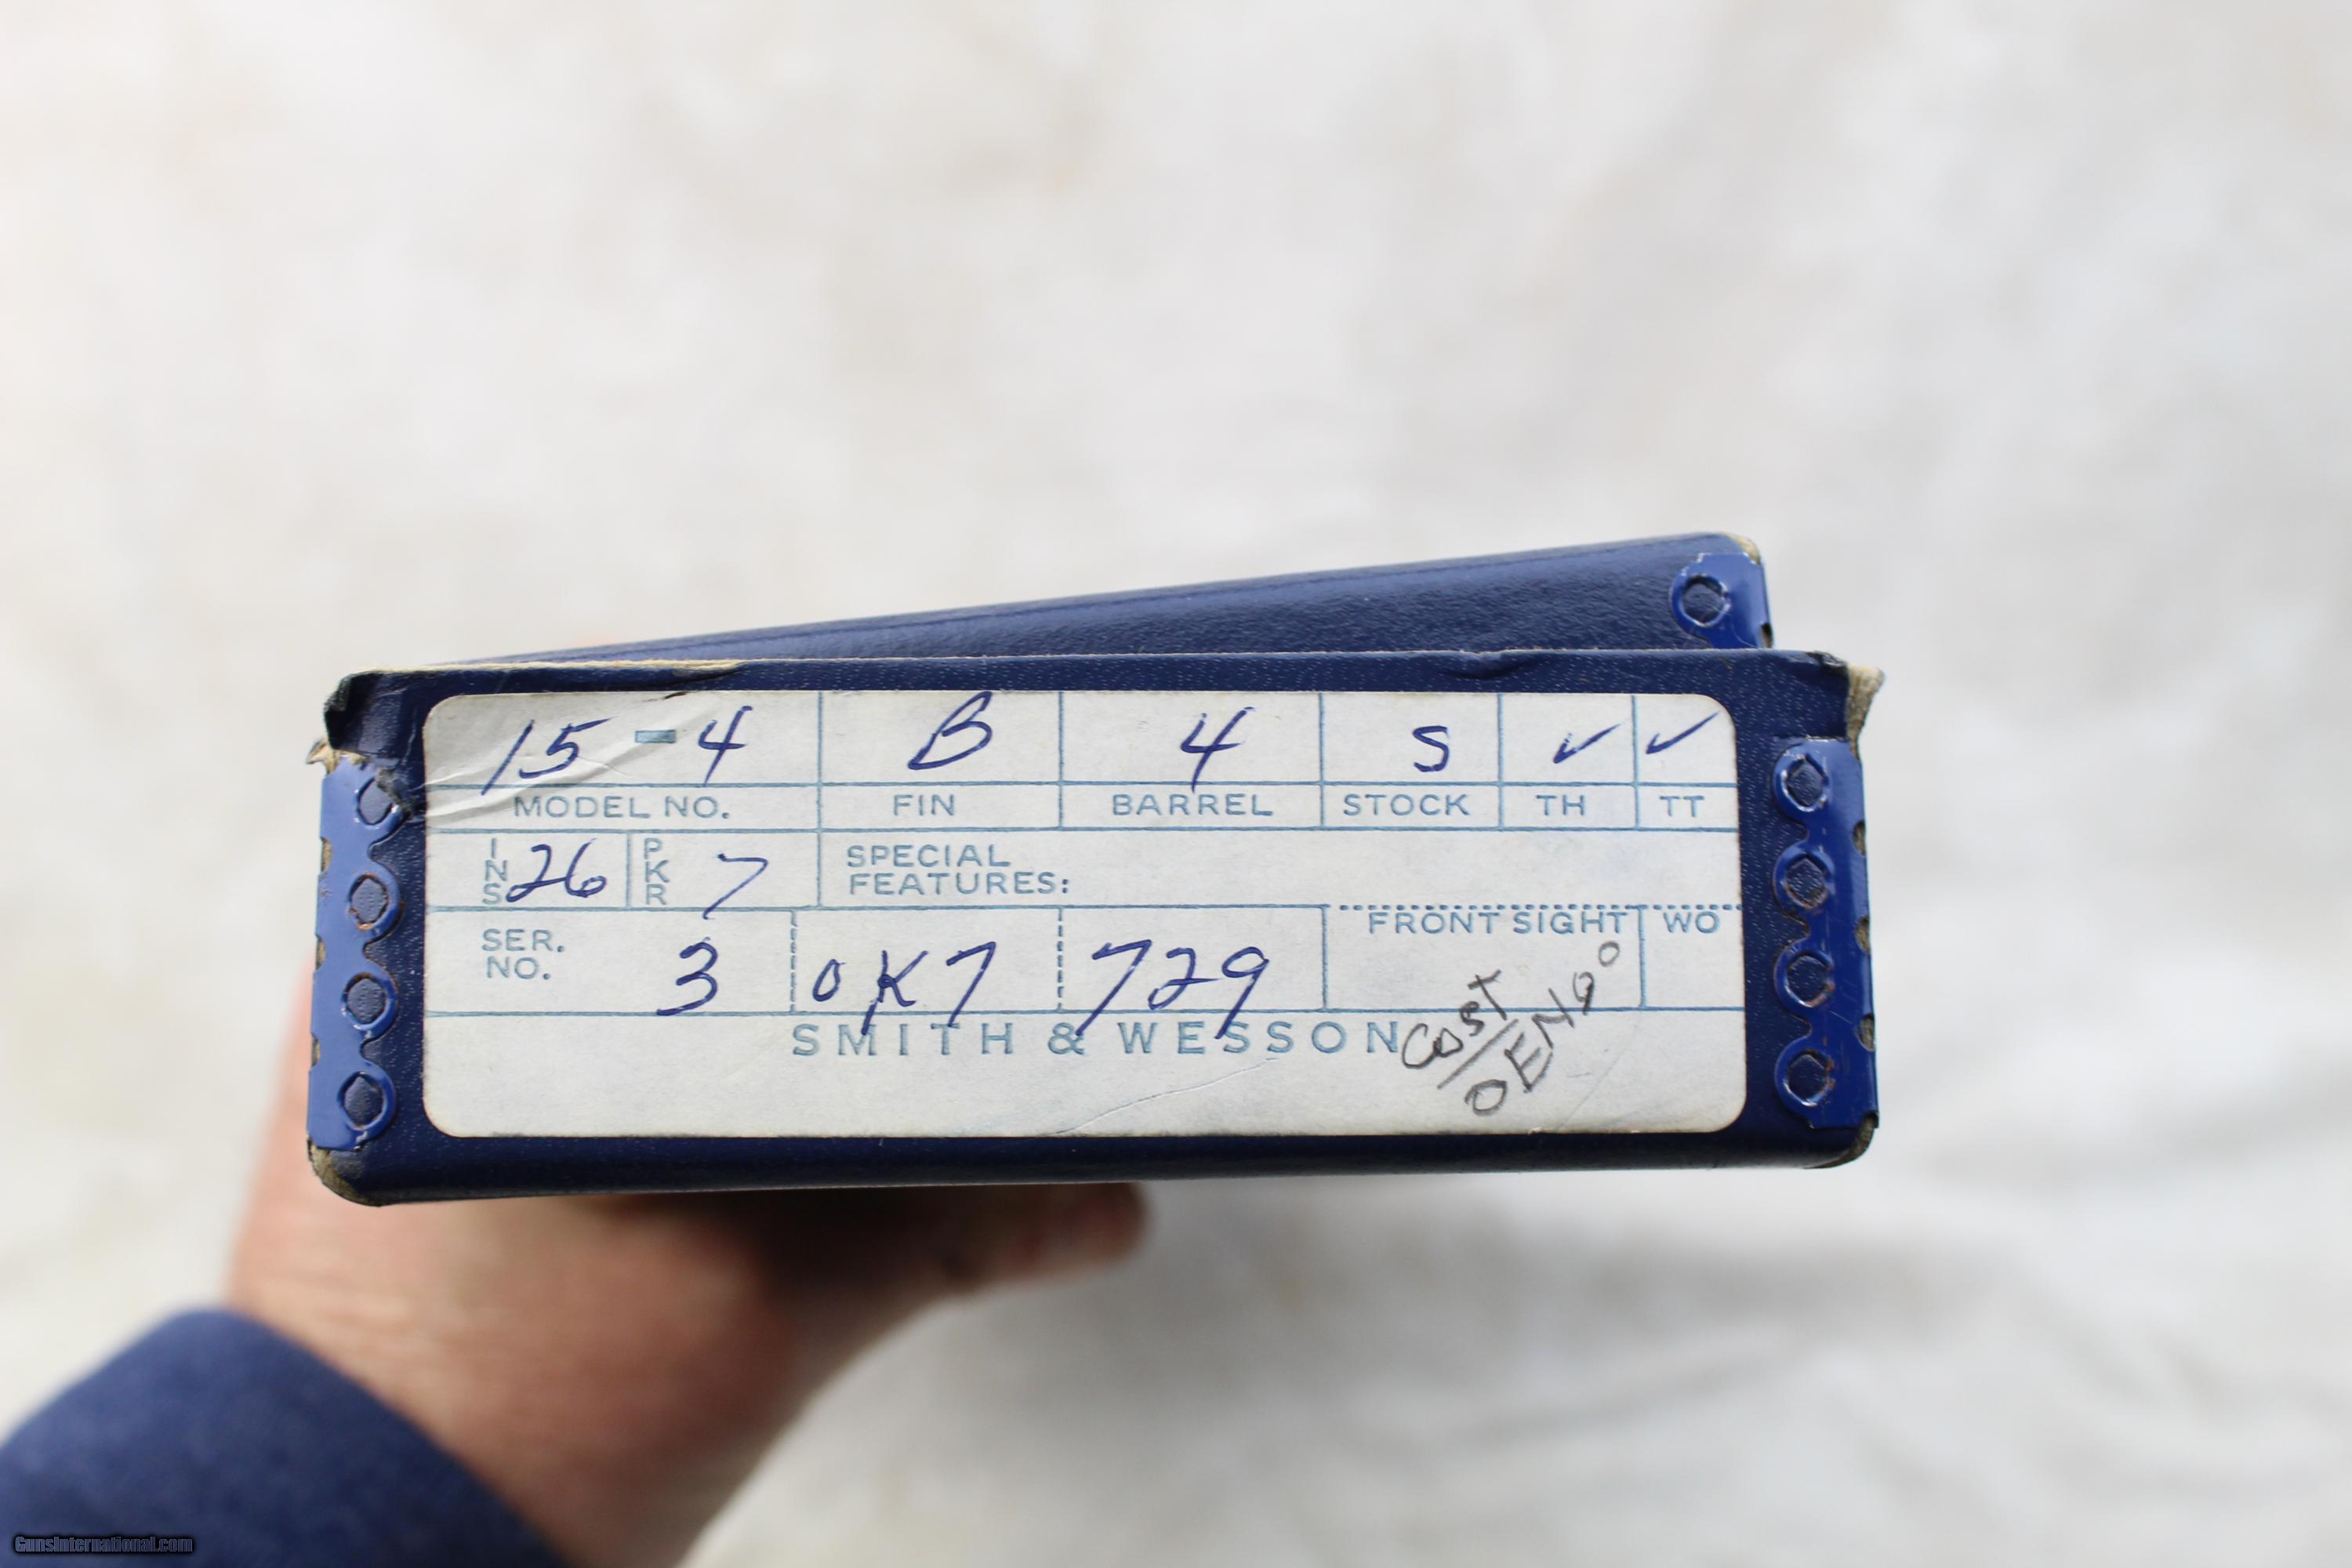 15-4 B 4 S ✓ ✓
MODEL NO. FIN BARREL STOCK TH TT
INS 26 PKR 7 SPECIAL FEATURES:
FRONT SIGHT WO
SER. NO. 3 0K7 729
SMITH & WESSON
COST/
OENOO
GunsInternational.com